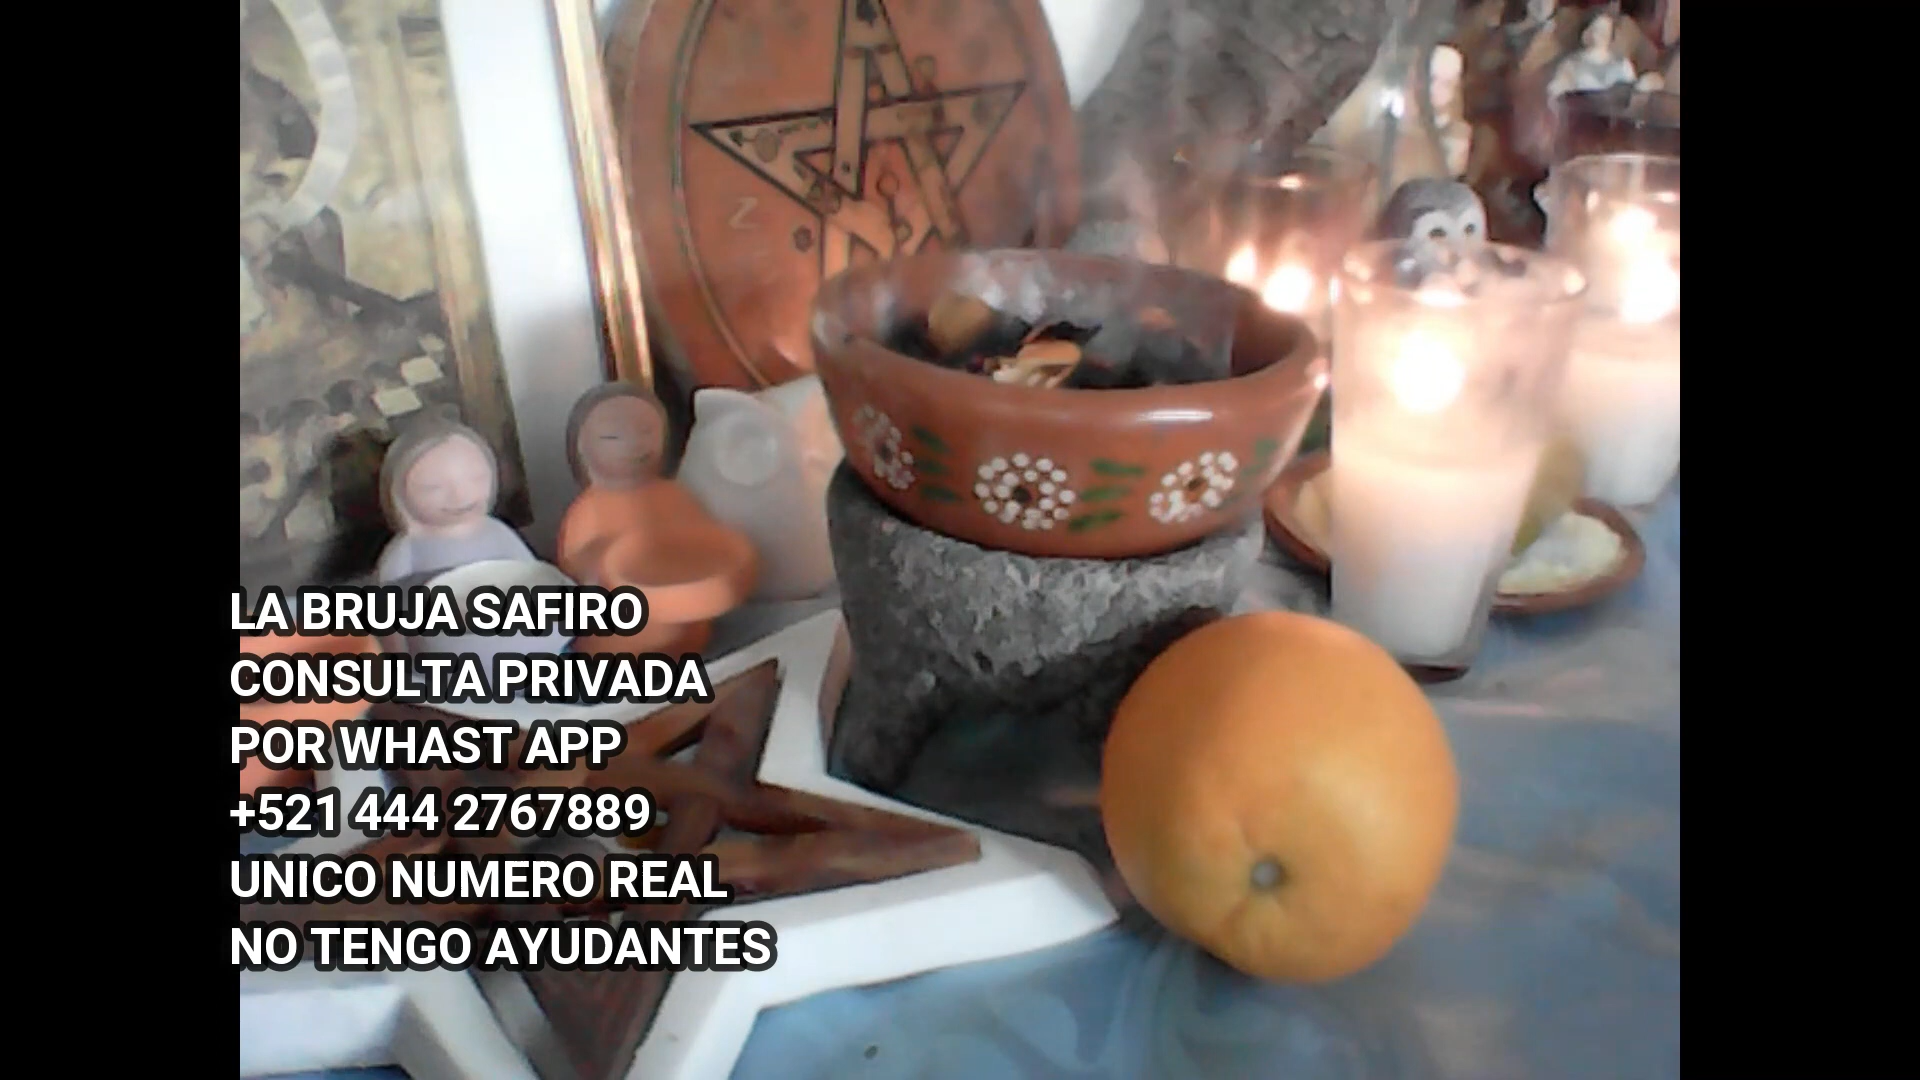 LA BRUJA SAFIRO
CONSULTA PRIVADA
POR WHAST APP
+521 444 2767889
UNICO NUMERO REAL
NO TENGO AYUDANTES